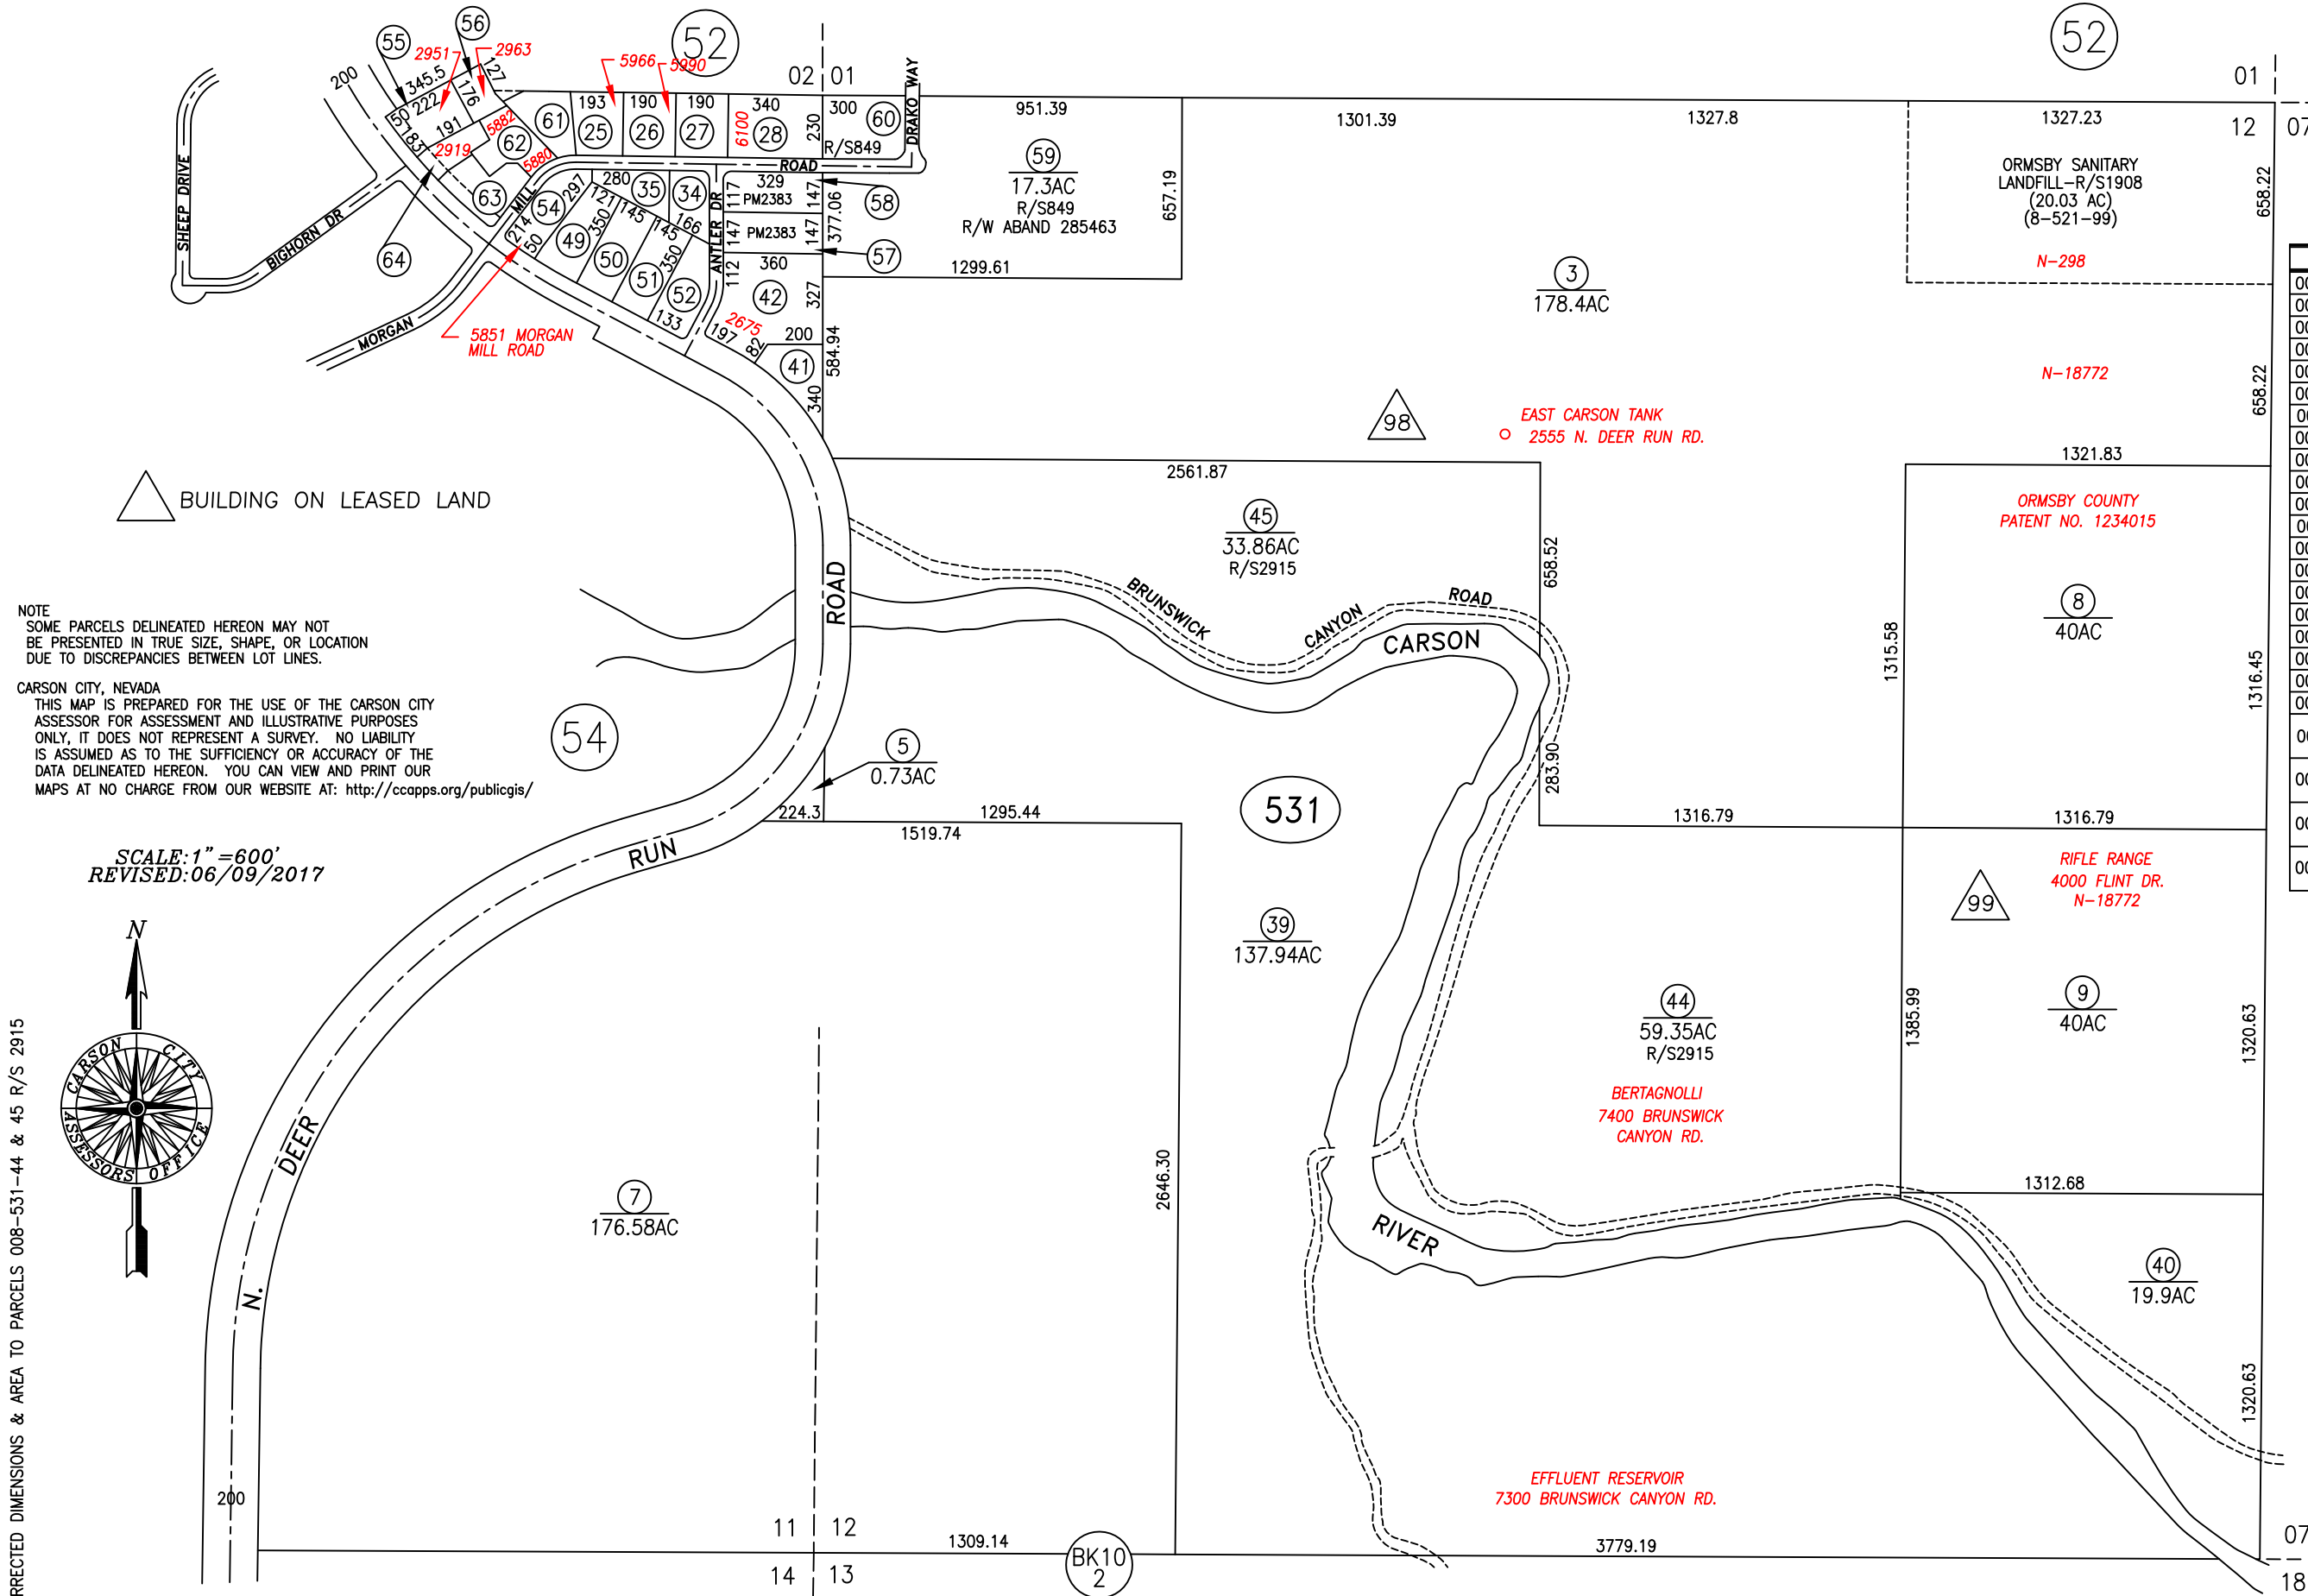 52
52
55
56
2951
2963
5966
5990
02
01
01
12
07
200
345.5
127
50
222
176
183
191
5882
2919
62
5880
61
63
64
193
190
190
340
300
25
26
27
28
60
6100
230
R/S849
DRAKO WAY
ROAD
SHEEP DRIVE
BIGHORN DR
MORGAN
MILL
54
297
214
50
280
35
34
121
145
145
166
350
350
49
50
51
52
133
ANTLER DR
117
329
PM2383
147
147
PM2383
147
377.06
58
57
112
360
42
327
2675
197
82
200
41
584.94
340
5851 MORGAN
MILL ROAD
951.39
59
17.3AC
R/S849
R/W ABAND 285463
657.19
1299.61
1301.39
1327.8
1327.23
3
178.4AC
ORMSBY SANITARY
LANDFILL-R/S1908
(20.03 AC)
(8-521-99)
N-298
658.22
N-18772
658.22
98
EAST CARSON TANK
2555 N. DEER RUN RD.
2561.87
1321.83
BUILDING ON LEASED LAND
45
33.86AC
R/S2915
658.52
ORMSBY COUNTY
PATENT NO. 1234015
8
40AC
1315.58
1316.45
BRUNSWICK
CANYON
ROAD
CARSON
ROAD
NOTE
SOME PARCELS DELINEATED HEREON MAY NOT
BE PRESENTED IN TRUE SIZE, SHAPE, OR LOCATION
DUE TO DISCREPANCIES BETWEEN LOT LINES.
CARSON CITY, NEVADA
THIS MAP IS PREPARED FOR THE USE OF THE CARSON CITY
ASSESSOR FOR ASSESSMENT AND ILLUSTRATIVE PURPOSES
ONLY, IT DOES NOT REPRESENT A SURVEY. NO LIABILITY
IS ASSUMED AS TO THE SUFFICIENCY OR ACCURACY OF THE
DATA DELINEATED HEREON. YOU CAN VIEW AND PRINT OUR
MAPS AT NO CHARGE FROM OUR WEBSITE AT: http://ccapps.org/publicgis/
54
5
0.73AC
224.3
1295.44
1519.74
531
283.90
1316.79
1316.79
SCALE:1"=600'
REVISED:06/09/2017
RUN
39
137.94AC
RIFLE RANGE
4000 FLINT DR.
N-18772
99
9
40AC
1385.99
1320.63
N
CARSON CITY
ASSESSORS OFFICE
44
59.35AC
R/S2915
BERTAGNOLLI
7400 BRUNSWICK
CANYON RD.
DEER
N.
200
7
176.58AC
2646.30
RIVER
1312.68
40
19.9AC
1320.63
EFFLUENT RESERVOIR
7300 BRUNSWICK CANYON RD.
11
12
1309.14
BK10
2
3779.19
07
14
13
18
RRECTED DIMENSIONS & AREA TO PARCELS 008-531-44 & 45 R/S 2915